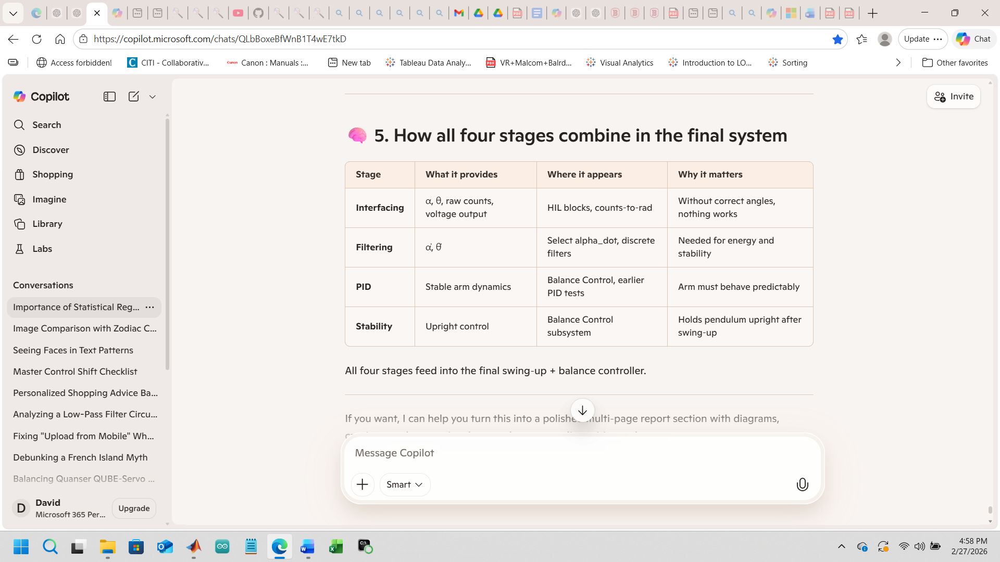 https://copilot.microsoft.com/chats/QLbBoxeBfWnB1T4wE7tkD
Update
Chat
Access forbidden!
CITI - Collaborativ...
Canon : Manuals :...
New tab
Tableau Data Analy...
VR+Malcom+Balrd...
Visual Analytics
Introduction to LO...
Sorting
Other favorites
Copilot
Search
Discover
Shopping
Imagine
Library
Labs
Conversations
Importance of Statistical Reg...
Image Comparison with Zodiac C...
Seeing Faces in Text Patterns
Master Control Shift Checklist
Personalized Shopping Advice Ba...
Analyzing a Low-Pass Filter Circu...
Fixing "Upload from Mobile" Wh...
Debunking a French Island Myth
Balancing Quanser QUBE-Servo ...
D
David
Microsoft 365 Per...
Upgrade
Invite
5. How all four stages combine in the final system
Stage What it provides Where it appears Why it matters
Interfacing
α, θ, raw counts,
voltage output
HIL blocks, counts-to-rad
Without correct angles,
nothing works
Filtering
α̇, θ̇
Select alpha_dot, discrete
filters
Needed for energy and
stability
PID
Stable arm dynamics
Balance Control, earlier
PID tests
Arm must behave predictably
Stability
Upright control
Balance Control
subsystem
Holds pendulum upright after
swing-up
All four stages feed into the final swing-up + balance controller.
If you want, I can help you turn this into a polished multi-page report section with diagrams,
Message Copilot
Smart
4:58 PM
2/27/2026